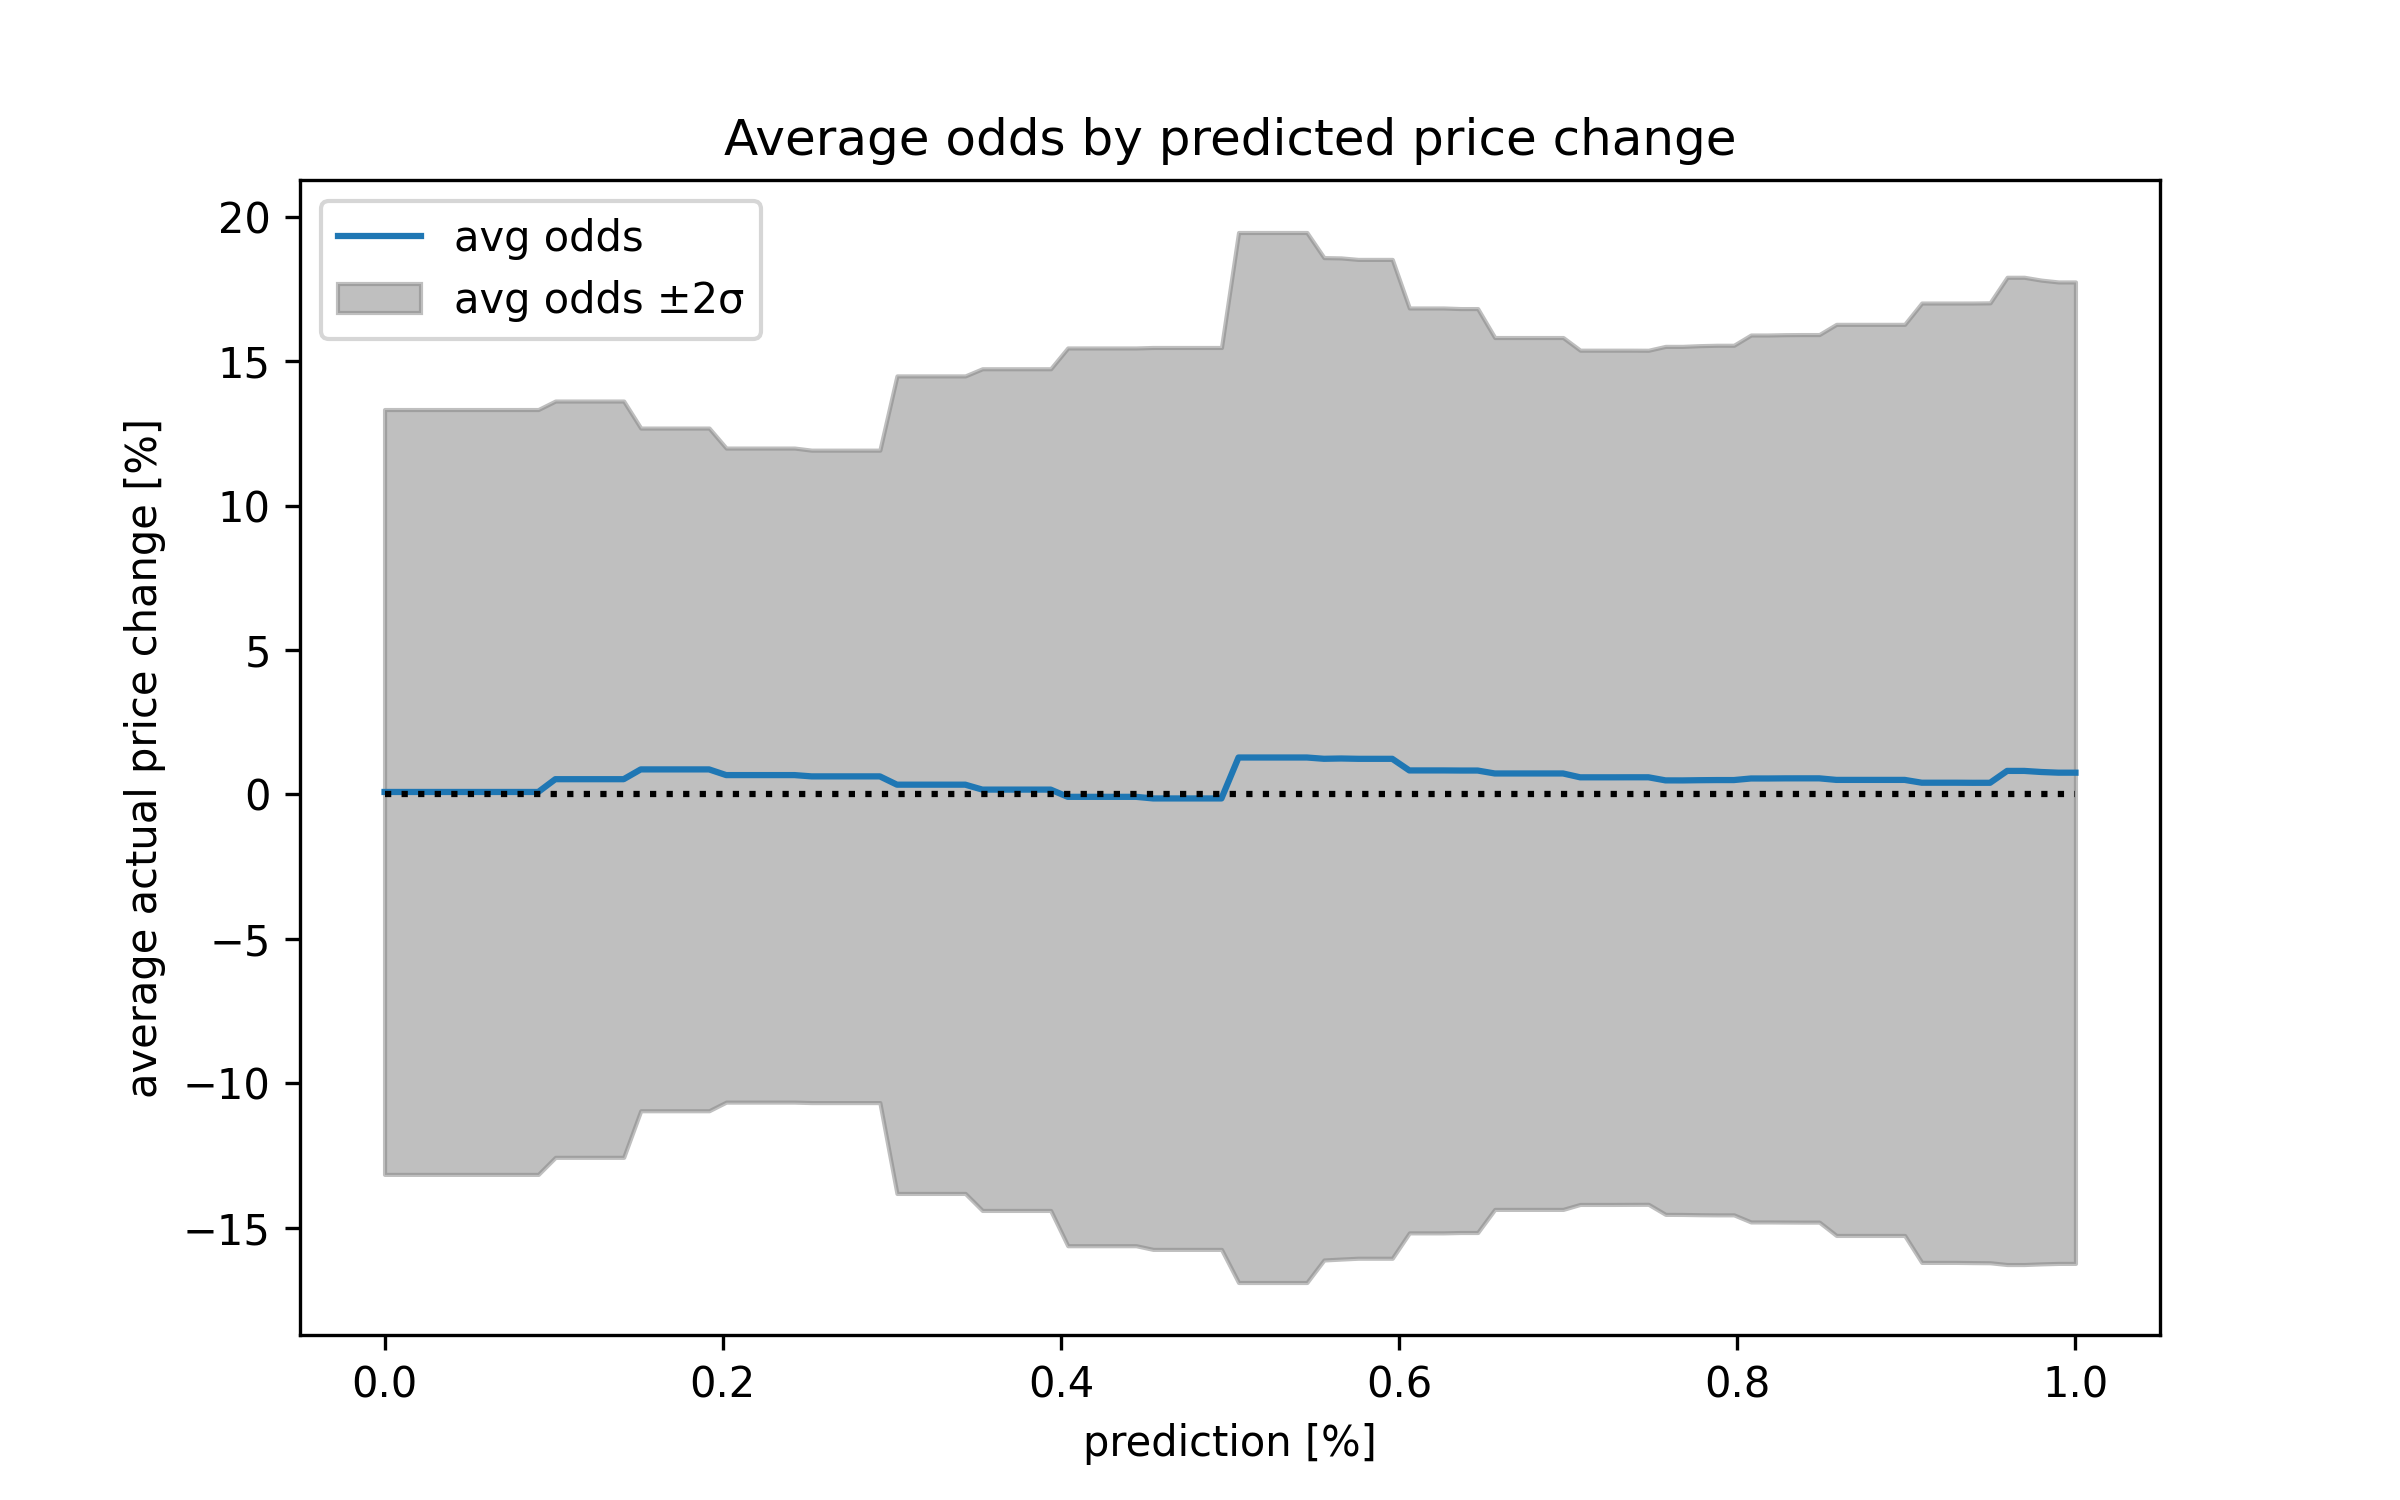 Average odds by predicted price change
avg odds
avg odds ±2σ
average actual price change [%]
20
15
10
5
0
−5
−10
−15
0.0 0.2 0.4 0.6 0.8 1.0
prediction [%]